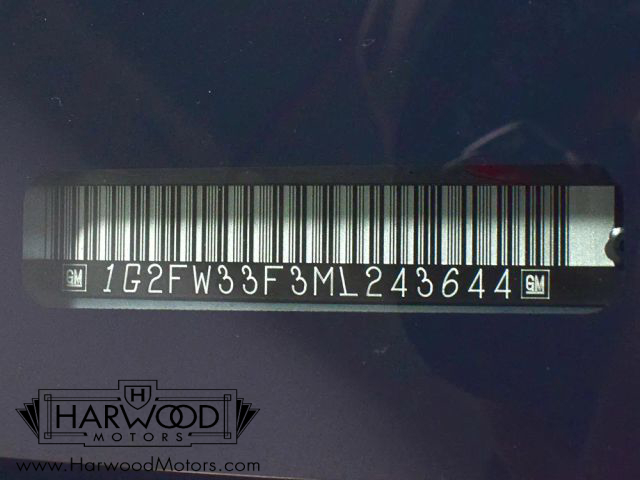 GM 1G2FW33F3ML243644 GM
H
HARWOOD
MOTORS
www.HarwoodMotors.com